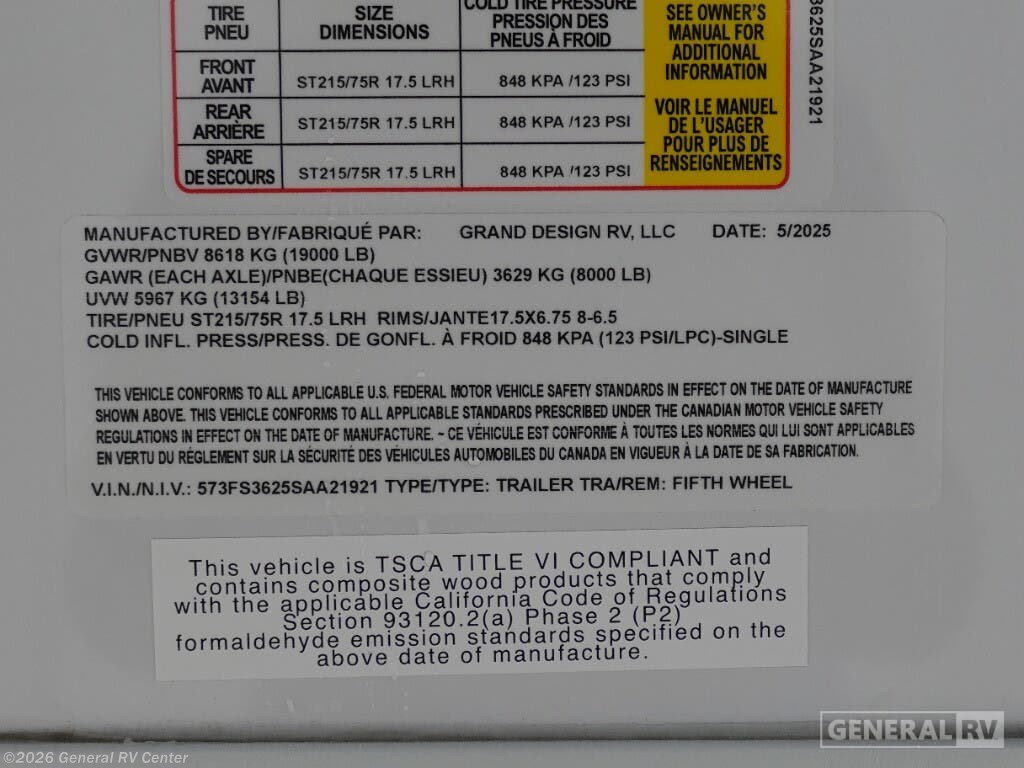 TIRE
PNEU
SIZE
DIMENSIONS
COLD TIRE PRESSURE
PRESSION DES
PNEUS À FROID
SEE OWNER'S
MANUAL FOR
ADDITIONAL
INFORMATION
FRONT
AVANT
ST215/75R 17.5 LRH
848 KPA /123 PSI
REAR
ARRIÈRE
ST215/75R 17.5 LRH
848 KPA /123 PSI
SPARE
DE SECOURS
ST215/75R 17.5 LRH
848 KPA /123 PSI
VOIR LE MANUEL
DE L'USAGER
POUR PLUS DE
RENSEIGNEMENTS
3625SAA21921
MANUFACTURED BY/FABRIQUÉ PAR: GRAND DESIGN RV, LLC DATE: 5/2025
GVWR/PNBV 8618 KG (19000 LB)
GAWR (EACH AXLE)/PNBE(CHAQUE ESSIEU) 3629 KG (8000 LB)
UVW 5967 KG (13154 LB)
TIRE/PNEU ST215/75R 17.5 LRH RIMS/JANTE17.5X6.75 8-6.5
COLD INFL. PRESS/PRESS. DE GONFL. À FROID 848 KPA (123 PSI/LPC)-SINGLE
THIS VEHICLE CONFORMS TO ALL APPLICABLE U.S. FEDERAL MOTOR VEHICLE SAFETY STANDARDS IN EFFECT ON THE DATE OF MANUFACTURE
SHOWN ABOVE. THIS VEHICLE CONFORMS TO ALL APPLICABLE STANDARDS PRESCRIBED UNDER THE CANADIAN MOTOR VEHICLE SAFETY
REGULATIONS IN EFFECT ON THE DATE OF MANUFACTURE. ~ CE VÉHICULE EST CONFORME À TOUTES LES NORMES QUI LUI SONT APPLICABLES
EN VERTU DU RÉGLEMENT SUR LA SÉCURITÉ DES VÉHICULES AUTOMOBILES DU CANADA EN VIGUEUR À LA DATE DE SA FABRICATION.
V.I.N./N.I.V.: 573FS3625SAA21921 TYPE/TYPE: TRAILER TRA/REM: FIFTH WHEEL
This vehicle is TSCA TITLE VI COMPLIANT and
contains composite wood products that comply
with the applicable California Code of Regulations
Section 93120.2(a) Phase 2 (P2)
formaldehyde emission standards specified on the
above date of manufacture.
GENERAL RV
©2026 General RV Center